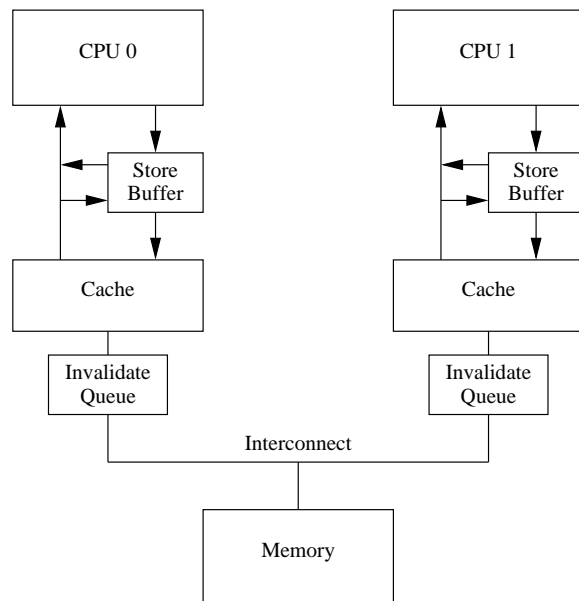 CPU 0
CPU 1
Store
Buffer
Store
Buffer
Cache
Cache
Invalidate
Queue
Invalidate
Queue
Interconnect
Memory